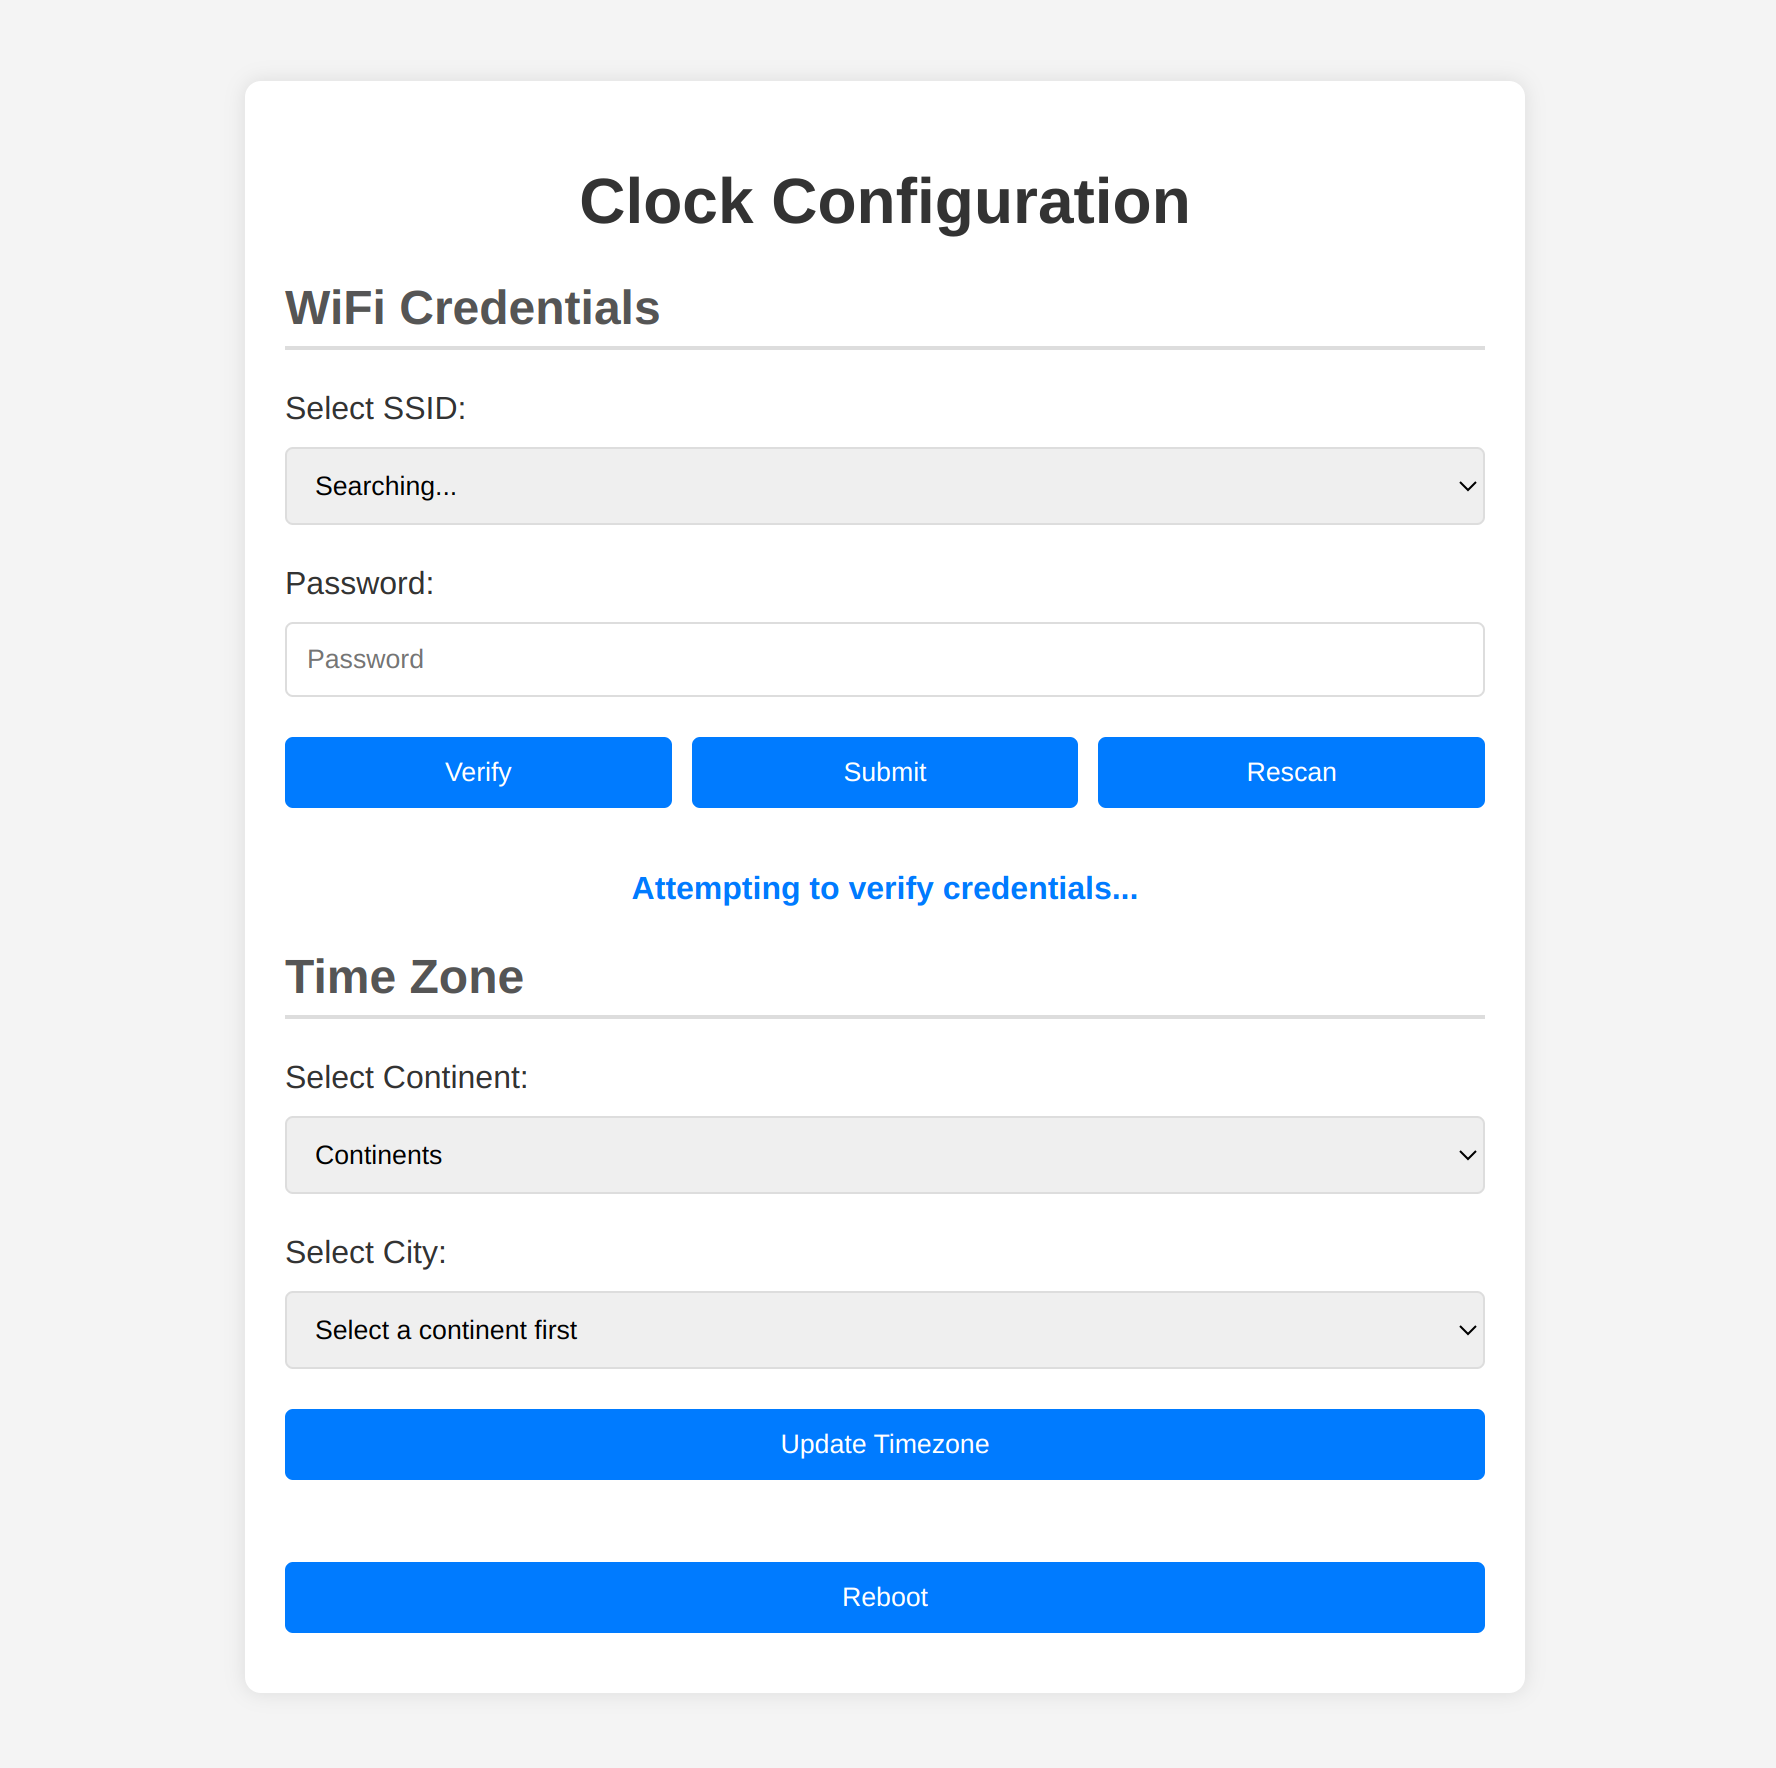 Clock Configuration
WiFi Credentials
Select SSID:
Searching...
Password:
Password
Verify Submit Rescan
Attempting to verify credentials...
Time Zone
Select Continent:
Continents
Select City:
Select a continent first
Update Timezone
Reboot